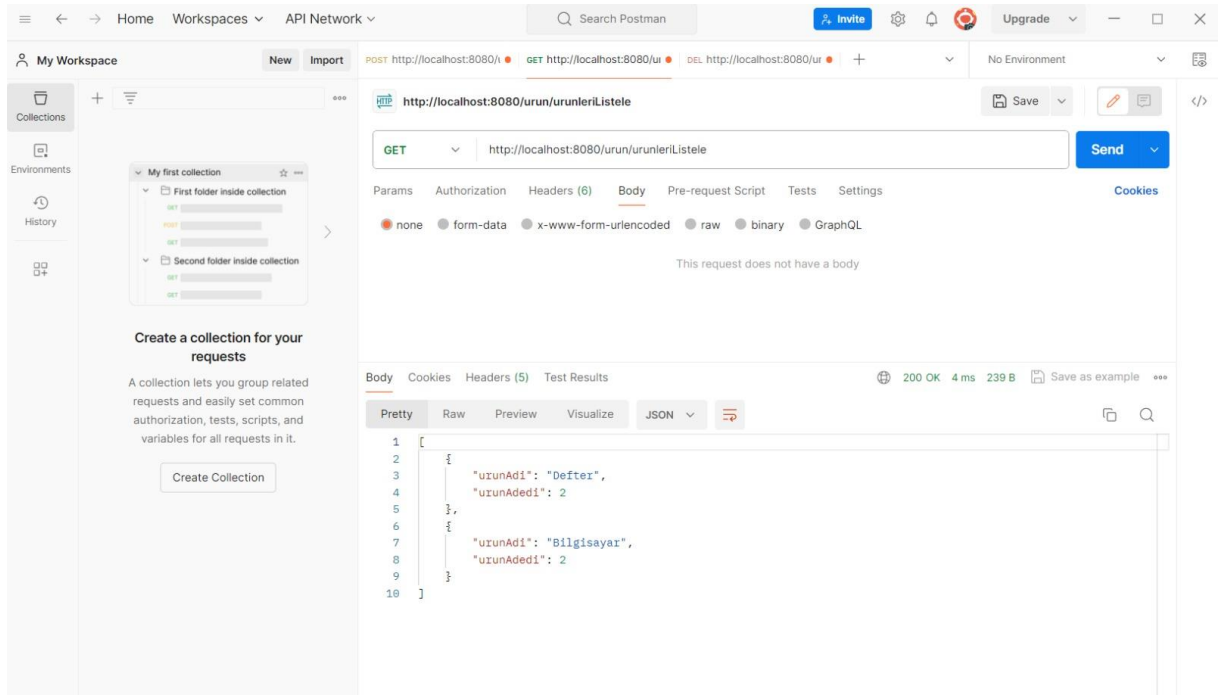 Home Workspaces API Network Search Postman Invite Upgrade
My Workspace New Import POST http://localhost:8080/ GET http://localhost:8080/ur DEL http://localhost:8080/ur No Environment
Collections
Environments
History
My first collection
First folder inside collection
GET
POST
GET
Second folder inside collection
GET
GET
Create a collection for your
requests
A collection lets you group related
requests and easily set common
authorization, tests, scripts, and
variables for all requests in it.
Create Collection
HTTP http://localhost:8080/urun/urunleriListele Save
GET http://localhost:8080/urun/urunleriListele Send
Params Authorization Headers (6) Body Pre-request Script Tests Settings Cookies
none form-data x-www-form-urlencoded raw binary GraphQL
This request does not have a body
Body Cookies Headers (5) Test Results 200 OK 4 ms 239 B Save as example
Pretty Raw Preview Visualize JSON
1 [
2 {
3 "urunAdi": "Defter",
4 "urunAdedi": 2
5 },
6 {
7 "urunAdi": "Bilgisayar",
8 "urunAdedi": 2
9 }
10 ]